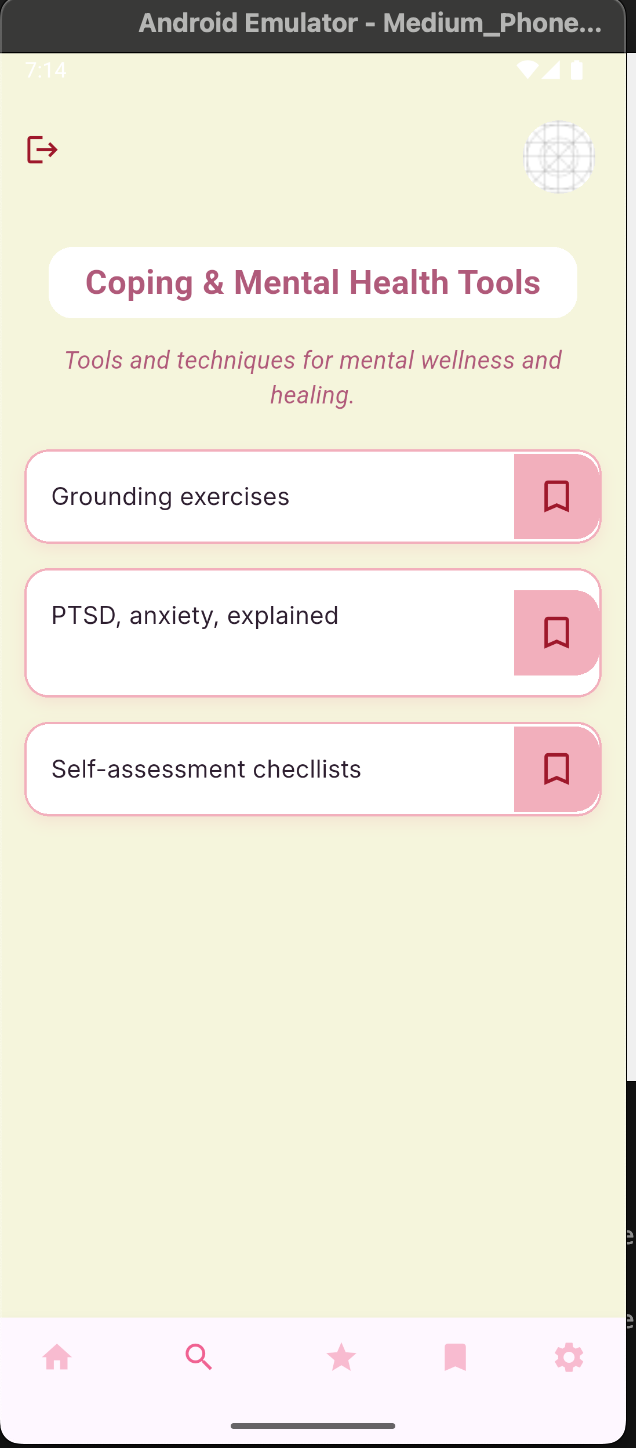 Android Emulator - Medium_Phone...
7:14
Coping & Mental Health Tools
Tools and techniques for mental wellness and
healing.
Grounding exercises
PTSD, anxiety, explained
Self-assessment checllists